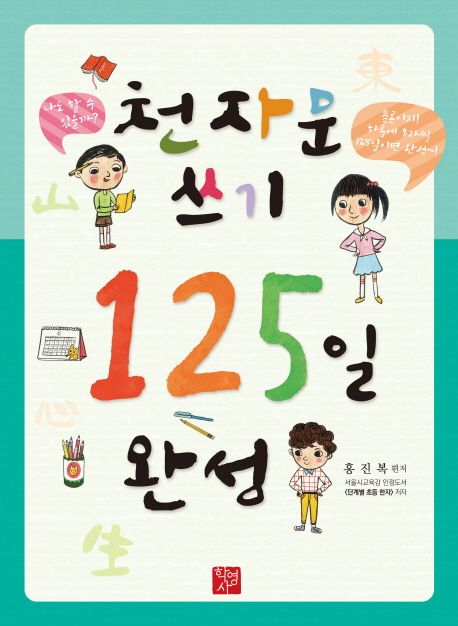 나도 할 수
있을까?
물론이지!
하루에 8자씩
125일이면 완성~!
東
천자문
쓰기
山
125일
心
완성
홍진복 편저
서울시교육감 인정도서
〈단계별 초등 한자〉 저자
生
학영사